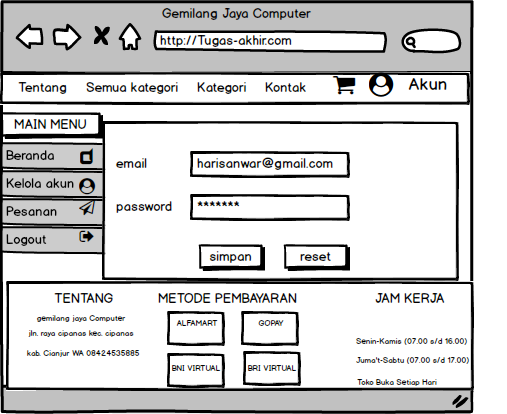 Gemilang Jaya Computer
http://Tugas-akhir.com
Tentang Semua kategori Kategori Kontak Akun
MAIN MENU
Beranda
Kelola akun
Pesanan
Logout
email harisanwar@gmail.com
password *******
simpan reset
TENTANG
gemilang jaya Computer
jln. raya cipanas kec. cipanas
kab. Cianjur WA 08424535885
METODE PEMBAYARAN
ALFAMART GOPAY
BNI VIRTUAL BRI VIRTUAL
JAM KERJA
Senin-Kamis (07.00 s/d 16.00)
Juma't-Sabtu (07.00 s/d 17.00)
Toko Buka Setiap Hari